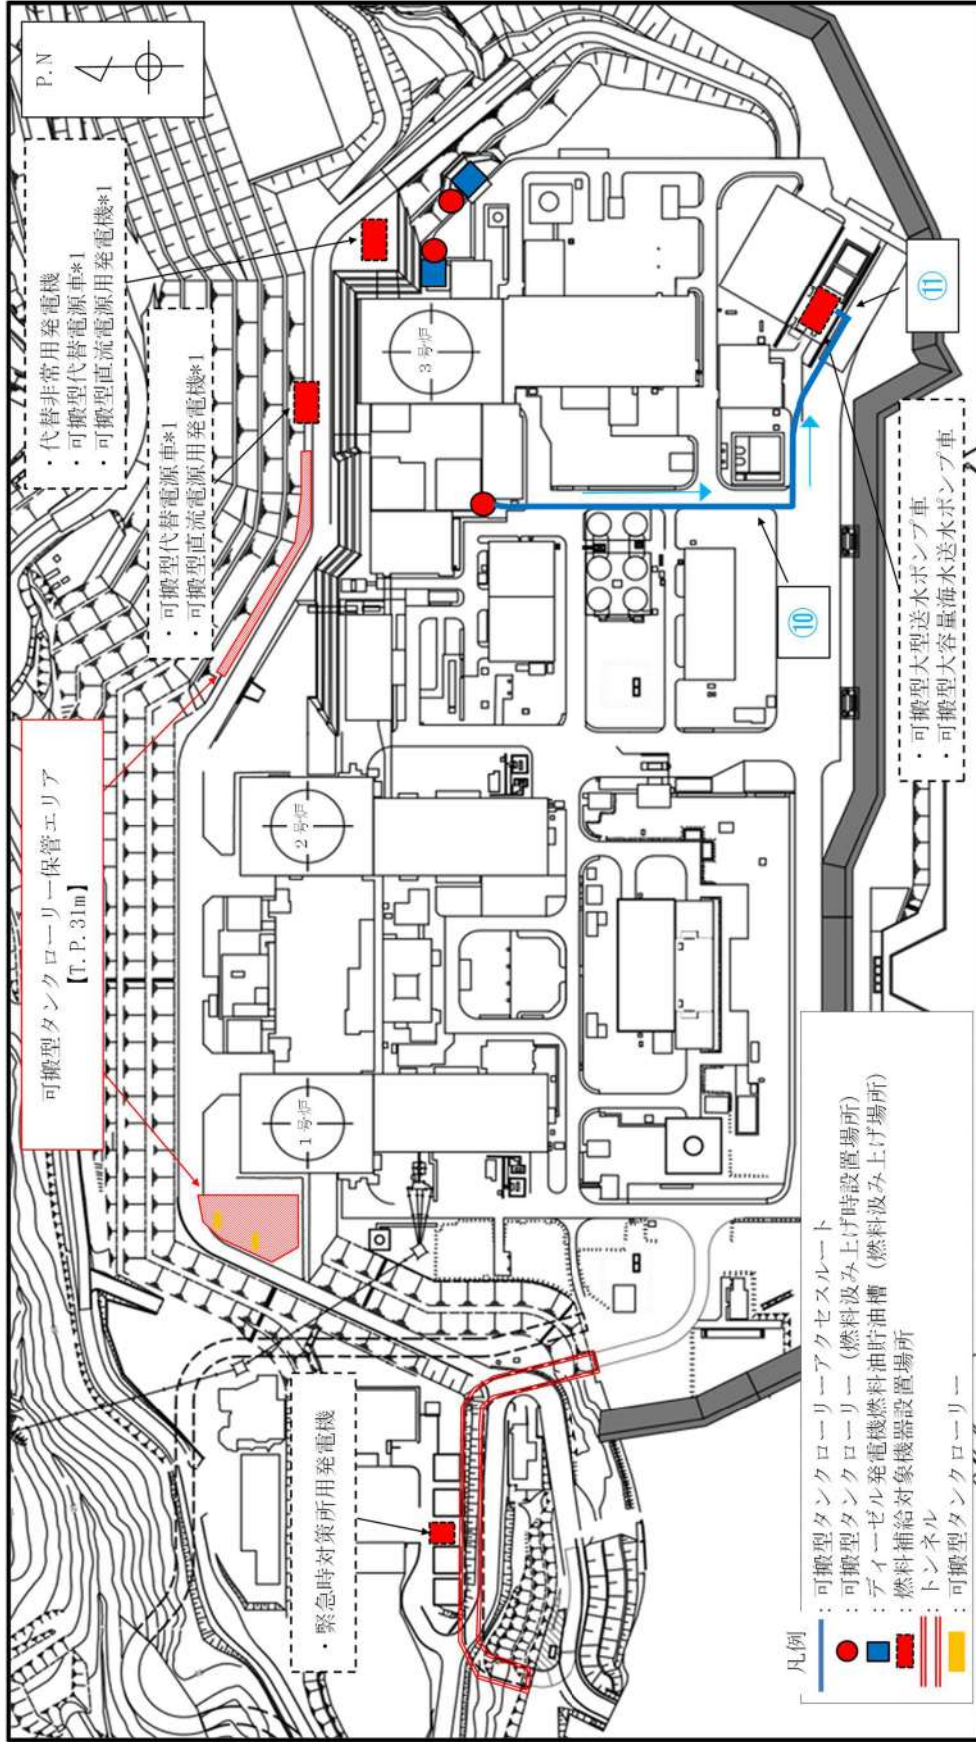 P.N
・代替非常用発電機
・可搬型代替電源車*1
・可搬型直流電源用発電機*1
・可搬型代替電源車*1
・可搬型直流電源用発電機*1
可搬型タンクローリー保管エリア
【T.P.31m】
・緊急時対策所用発電機
1号炉
2号炉
3号炉
⑩
⑪
・可搬型大型送水ポンプ車
・可搬型大容量海水送水ポンプ車
凡例
：可搬型タンクローリーアクセスルート
：可搬型タンクローリー（燃料汲み上げ時設置場所）
：ディーゼル発電機燃料油貯油槽（燃料汲み上げ場所）
：燃料補給対象機器設置場所
：トンネル
：可搬型タンクローリー